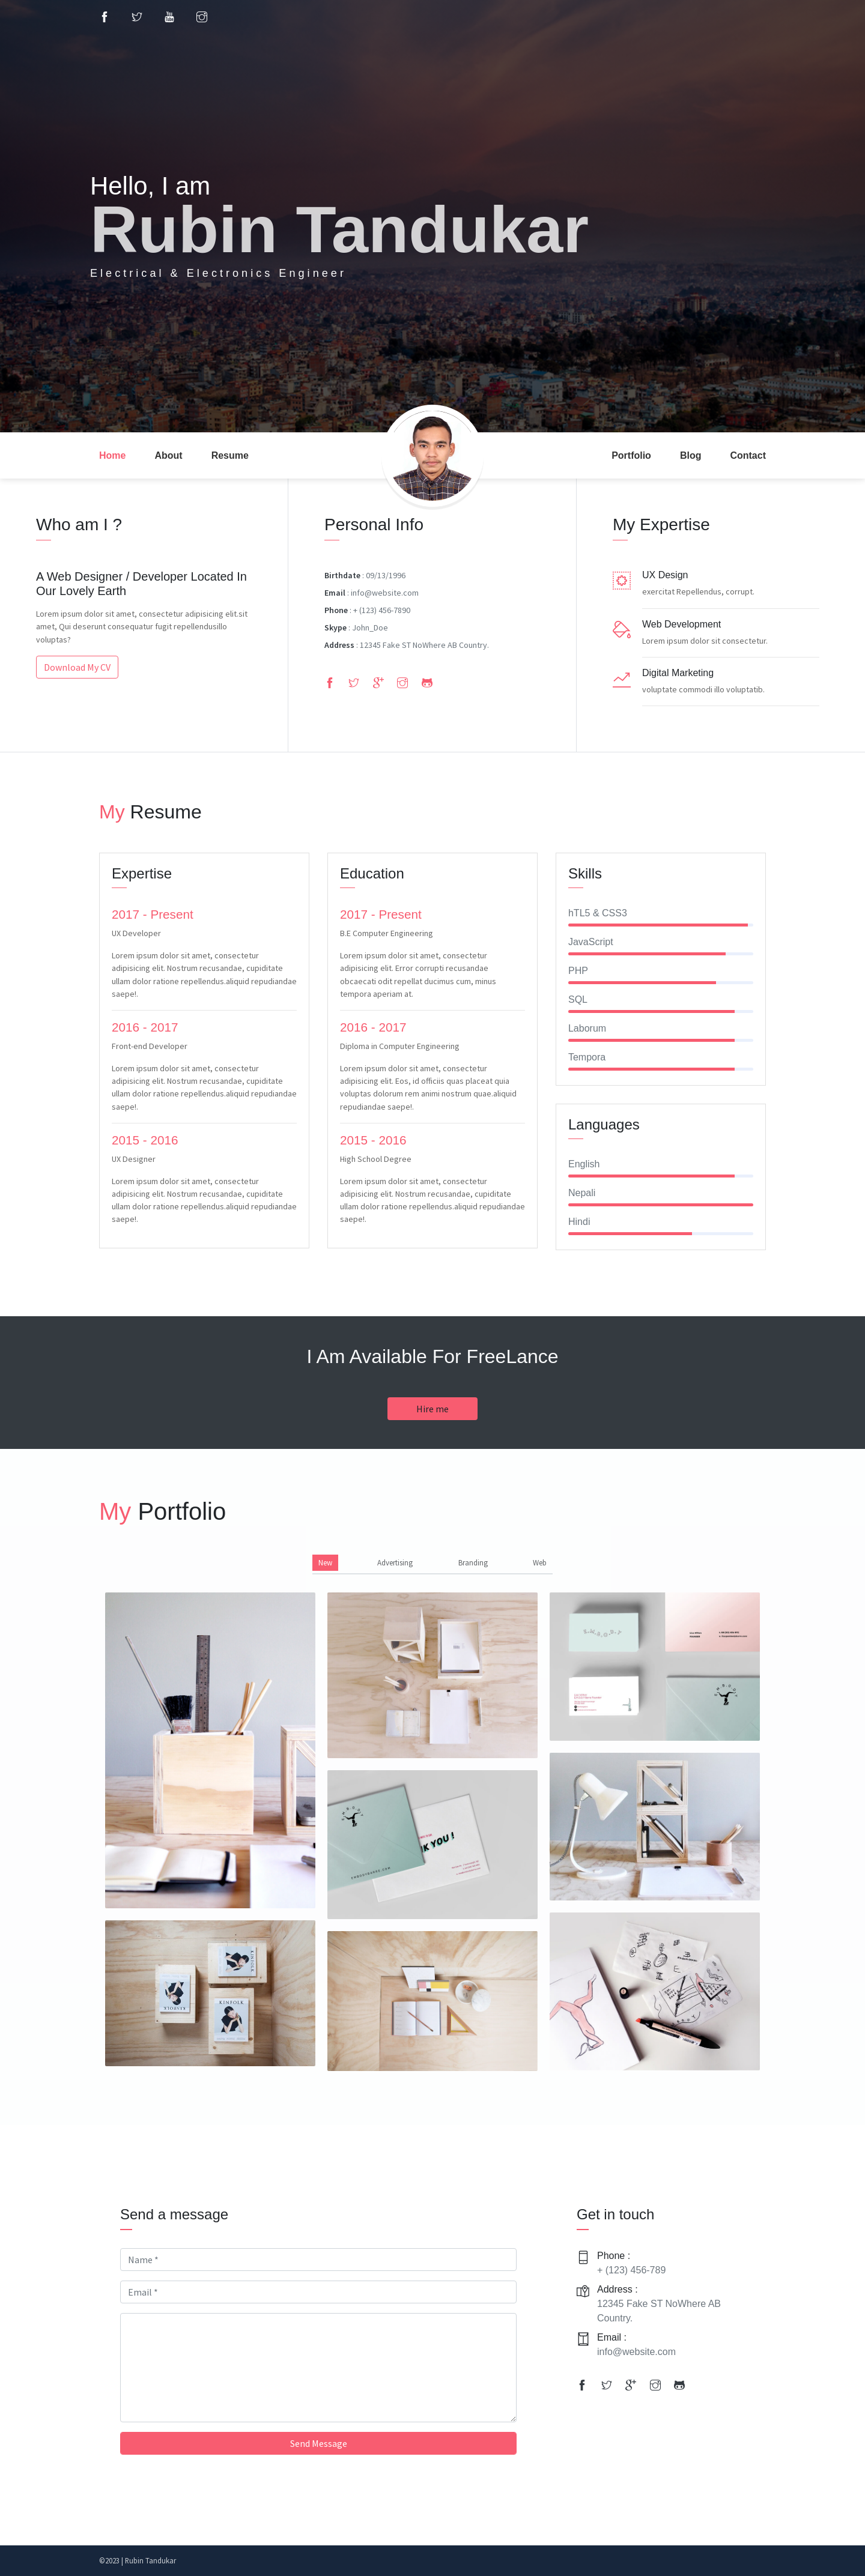 Hello, I am
Rubin Tandukar
Electrical & Electronics Engineer
Home
About
Resume
Portfolio
Blog
Contact
Who am I ?
A Web Designer / Developer Located In
Our Lovely Earth
Lorem ipsum dolor sit amet, consectetur adipisicing elit.sit
amet, Qui deserunt consequatur fugit repellendusillo
voluptas?
Download My CV
Personal Info
Birthdate : 09/13/1996
Email : info@website.com
Phone : + (123) 456-7890
Skype : John_Doe
Address : 12345 Fake ST NoWhere AB Country.
My Expertise
UX Design
exercitat Repellendus, corrupt.
Web Development
Lorem ipsum dolor sit consectetur.
Digital Marketing
voluptate commodi illo voluptatib.
My Resume
Expertise
2017 - Present
UX Developer
Lorem ipsum dolor sit amet, consectetur
adipisicing elit. Nostrum recusandae, cupiditate
ullam dolor ratione repellendus.aliquid repudiandae
saepe!.
2016 - 2017
Front-end Developer
Lorem ipsum dolor sit amet, consectetur
adipisicing elit. Nostrum recusandae, cupiditate
ullam dolor ratione repellendus.aliquid repudiandae
saepe!.
2015 - 2016
UX Designer
Lorem ipsum dolor sit amet, consectetur
adipisicing elit. Nostrum recusandae, cupiditate
ullam dolor ratione repellendus.aliquid repudiandae
saepe!.
Education
2017 - Present
B.E Computer Engineering
Lorem ipsum dolor sit amet, consectetur
adipisicing elit. Error corrupti recusandae
obcaecati odit repellat ducimus cum, minus
tempora aperiam at.
2016 - 2017
Diploma in Computer Engineering
Lorem ipsum dolor sit amet, consectetur
adipisicing elit. Eos, id officiis quas placeat quia
voluptas dolorum rem animi nostrum quae.aliquid
repudiandae saepe!.
2015 - 2016
High School Degree
Lorem ipsum dolor sit amet, consectetur
adipisicing elit. Nostrum recusandae, cupiditate
ullam dolor ratione repellendus.aliquid repudiandae
saepe!.
Skills
hTL5 & CSS3
JavaScript
PHP
SQL
Laborum
Tempora
Languages
English
Nepali
Hindi
I Am Available For FreeLance
Hire me
My Portfolio
New
Advertising
Branding
Web
K YOU !
KINFOLK
KINFOLK
Send a message
Name *
Email *
Send Message
Get in touch
Phone :
+ (123) 456-789
Address :
12345 Fake ST NoWhere AB
Country.
Email :
info@website.com
©2023 | Rubin Tandukar